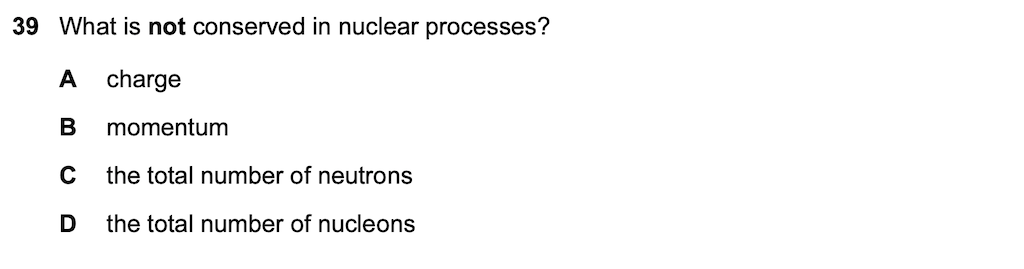 39 What is not conserved in nuclear processes?
A charge
B momentum
C the total number of neutrons
D the total number of nucleons